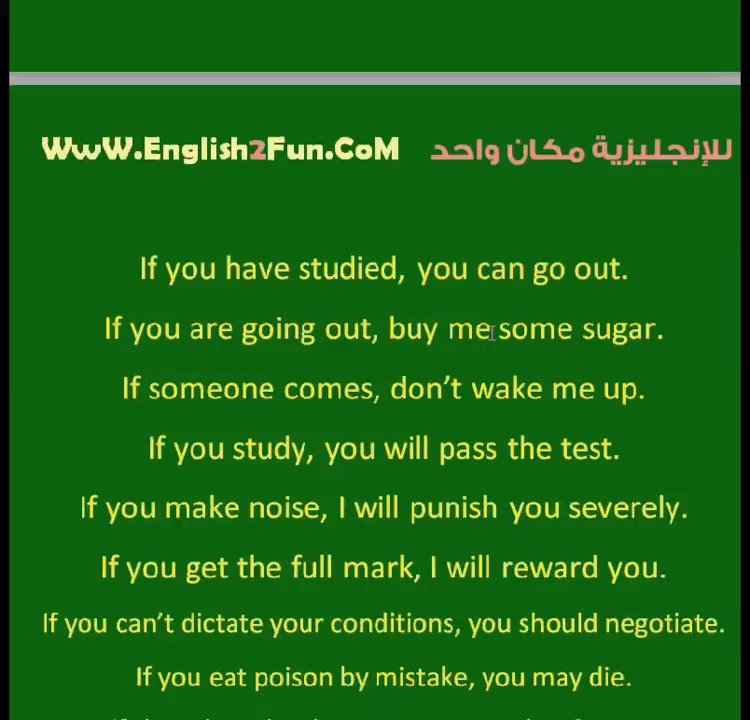 WwW.English2Fun.CoM للإنجليزية مكان واحد
If you have studied, you can go out.
If you are going out, buy me some sugar.
If someone comes, don’t wake me up.
If you study, you will pass the test.
If you make noise, I will punish you severely.
If you get the full mark, I will reward you.
If you can’t dictate your conditions, you should negotiate.
If you eat poison by mistake, you may die.